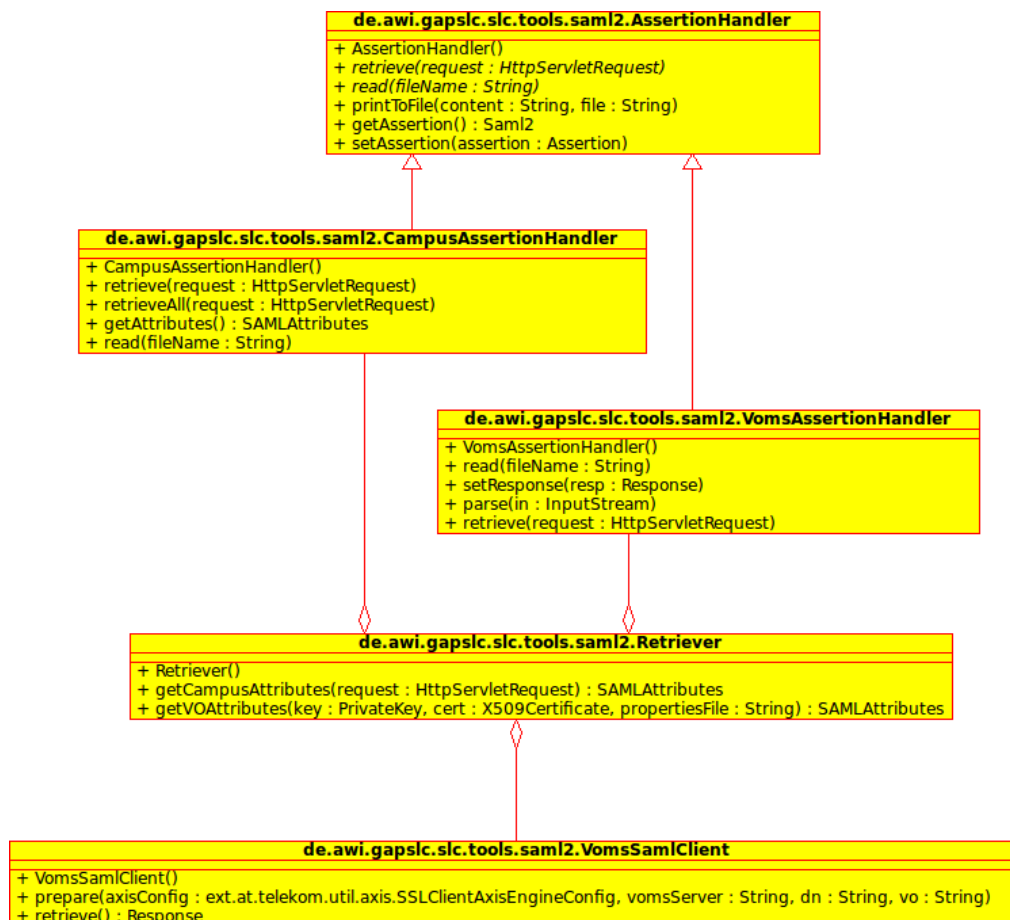 de.awi.gapslc.slc.tools.saml2.AssertionHandler
+ AssertionHandler()
+ retrieve(request : HttpServletRequest)
+ read(fileName : String)
+ printToFile(content : String, file : String)
+ getAssertion() : Saml2
+ setAssertion(assertion : Assertion)
de.awi.gapslc.slc.tools.saml2.CampusAssertionHandler
+ CampusAssertionHandler()
+ retrieve(request : HttpServletRequest)
+ retrieveAll(request : HttpServletRequest)
+ getAttributes() : SAMLAttributes
+ read(fileName : String)
de.awi.gapslc.slc.tools.saml2.VomsAssertionHandler
+ VomsAssertionHandler()
+ read(fileName : String)
+ setResponse(resp : Response)
+ parse(in : InputStream)
+ retrieve(request : HttpServletRequest)
de.awi.gapslc.slc.tools.saml2.Retriever
+ Retriever()
+ getCampusAttributes(request : HttpServletRequest) : SAMLAttributes
+ getVOAttributes(key : PrivateKey, cert : X509Certificate, propertiesFile : String) : SAMLAttributes
de.awi.gapslc.slc.tools.saml2.VomsSamlClient
+ VomsSamlClient()
+ prepare(axisConfig : ext.at.telekom.util.axis.SSLClientAxisEngineConfig, vomsServer : String, dn : String, vo : String)
+ retrieve() : Response